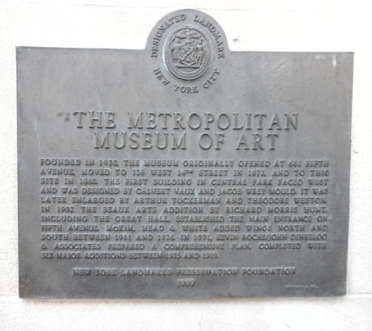 DESIGNATED LANDMARK
NEW YORK CITY
THE METROPOLITAN
MUSEUM OF ART
FOUNDED IN 1870, THE MUSEUM ORIGINALLY OPENED AT 681 FIFTH
AVENUE, MOVED TO 128 WEST 14TH STREET IN 1873, AND TO THIS
SITE IN 1880. THE FIRST BUILDING IN CENTRAL PARK FACED WEST
AND WAS DESIGNED BY CALVERT VAUX AND JACOB WREY MOULD. IT WAS
LATER ENLARGED BY ARTHUR TUCKERMAN AND THEODORE WESTON.
IN 1902 THE BEAUX ARTS ADDITION BY RICHARD MORRIS HUNT,
INCLUDING THE GREAT HALL, ESTABLISHED THE MAIN ENTRANCE ON
FIFTH AVENUE. MCKIM, MEAD & WHITE ADDED WINGS NORTH AND
SOUTH BETWEEN 1911 AND 1926. IN 1971, KEVIN ROCHE/JOHN DINKELOO
& ASSOCIATES PREPARED A COMPREHENSIVE PLAN, COMPLETED WITH
SIX MAJOR ADDITIONS BETWEEN 1975 AND 1989.
NEW YORK LANDMARKS PRESERVATION FOUNDATION
1989